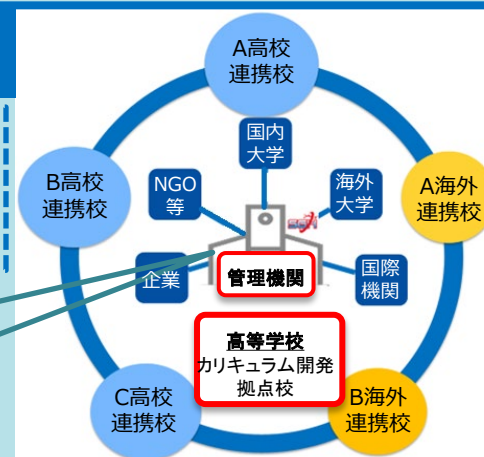 A高校
連携校
国内
大学
NGO
等
海外
大学
B高校
連携校
A海外
連携校
企業
管理機関
国際
機関
高等学校
カリキュラム開発
拠点校
C高校
連携校
B海外
連携校